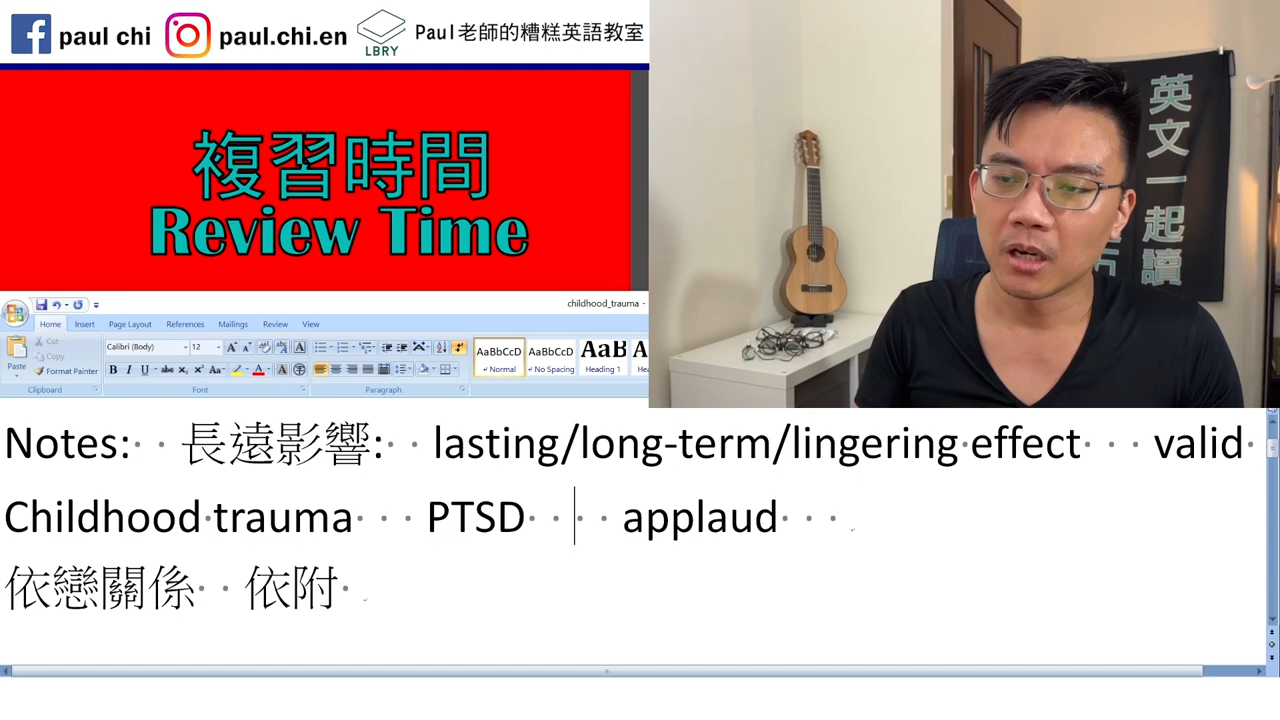 paul chi paul.chi.en LBRY Paul老師的糟糕英語教室
複習時間
Review Time
childhood_trauma -
Home Insert Page Layout References Mailings Review View
Paste
Cut
Copy
Format Painter
Clipboard
Calibri (Body) 12
Font
Paragraph
AaBbCcD AaBbCcD AaBb
Normal No Spacing Heading 1 Hea
Notes: 長遠影響: lasting/long-term/lingering effect valid
Childhood trauma PTSD applaud
依戀關係 依附
英文一起讀